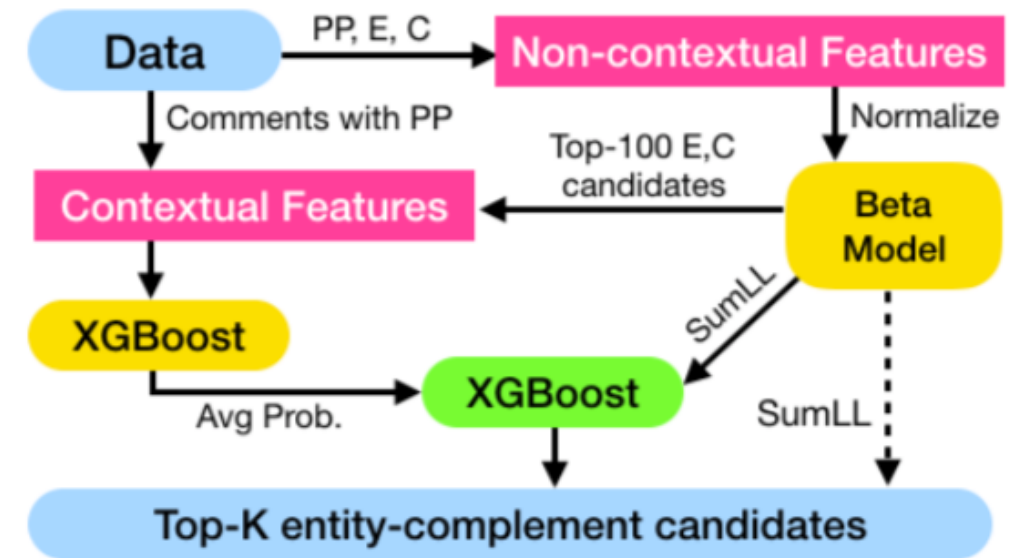 Data
PP, E, C
Non-contextual Features
Comments with PP
Normalize
Top-100 E,C
candidates
Contextual Features
Beta
Model
SumLL
XGBoost
XGBoost
Avg Prob.
SumLL
Top-K entity-complement candidates